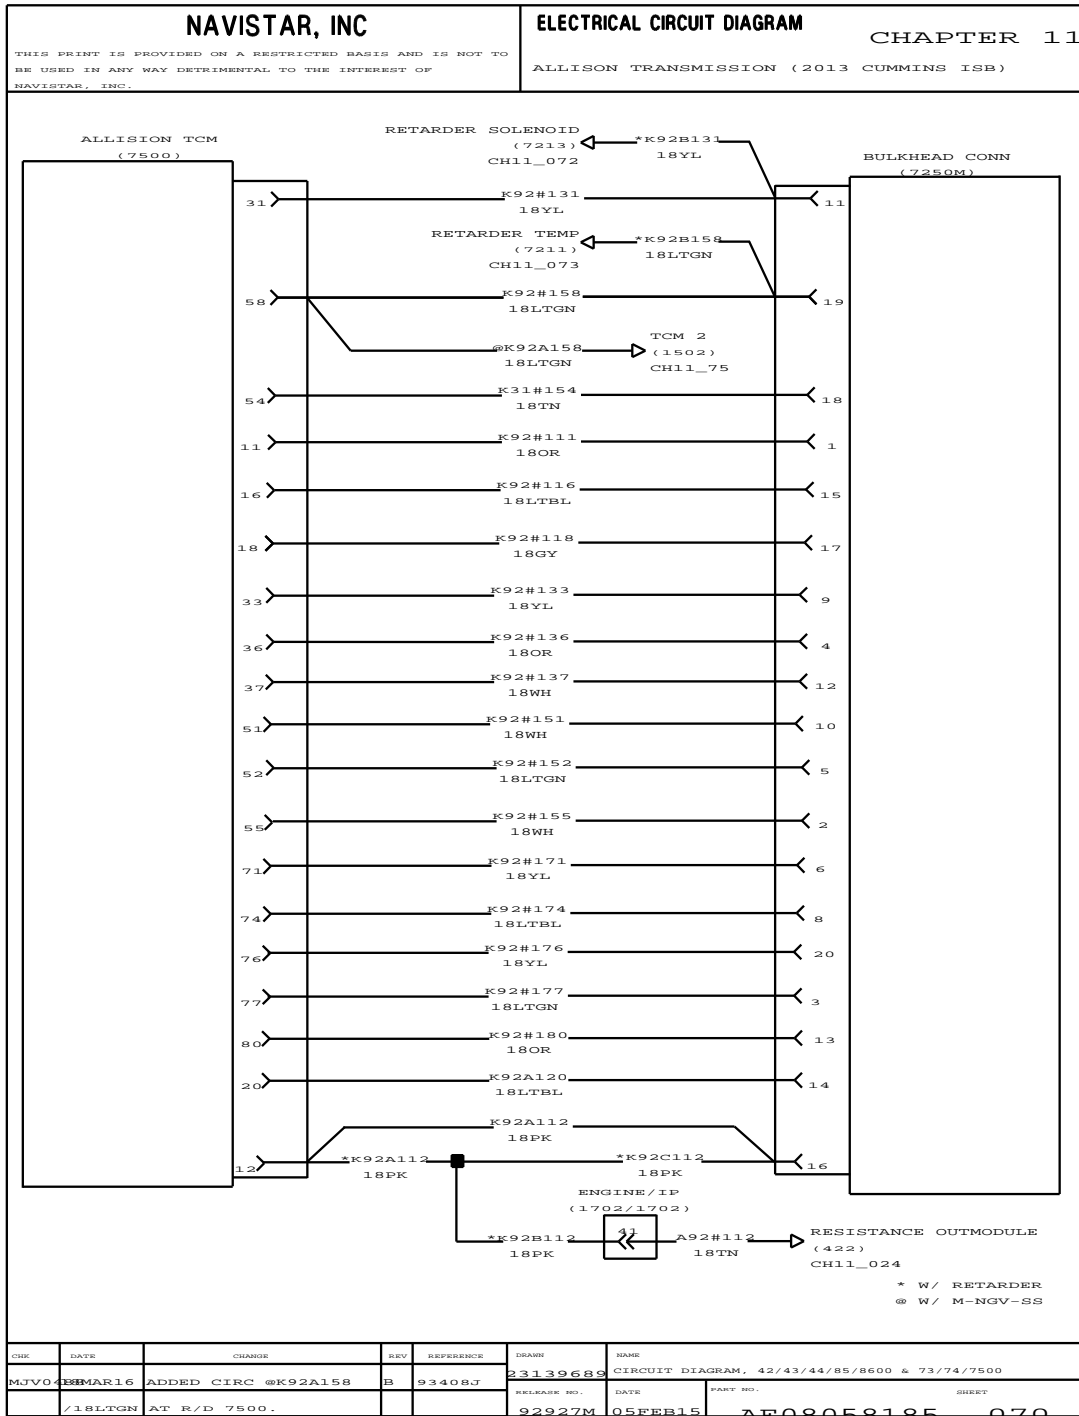 NAVISTAR, INC
THIS PRINT IS PROVIDED ON A RESTRICTED BASIS AND IS NOT TO
BE USED IN ANY WAY DETRIMENTAL TO THE INTEREST OF
NAVISTAR, INC.
ELECTRICAL CIRCUIT DIAGRAM
CHAPTER 11
ALLISON TRANSMISSION (2013 CUMMINS ISB)
ALLISION TCM
(7500)
BULKHEAD CONN
(7250M)
RETARDER SOLENOID
(7213)
CH11_072
*K92B131
18YL
31 K92#131 11
18YL
RETARDER TEMP
(7211)
CH11_073
*K92B158
18LTGN
58 K92#158 19
18LTGN
@K92A158
18LTGN
TCM 2
(1502)
CH11_75
54 K31#154 18
18TN
11 K92#111 1
18OR
16 K92#116 15
18LTBL
18 K92#118 17
18GY
33 K92#133 9
18YL
36 K92#136 4
18OR
37 K92#137 12
18WH
51 K92#151 10
18WH
52 K92#152 5
18LTGN
55 K92#155 2
18WH
71 K92#171 6
18YL
74 K92#174 8
18LTBL
76 K92#176 20
18YL
77 K92#177 3
18LTGN
80 K92#180 13
18OR
20 K92A120 14
18LTBL
K92A112
18PK
12 *K92A112 *K92C112 16
18PK 18PK
ENGINE/IP
(1702/1702)
41
*K92B112
18PK
A92#112
18TN
RESISTANCE OUTMODULE
(422)
CH11_024
* W/ RETARDER
@ W/ M-NGV-SS
CHK DATE CHANGE REV REFERENCE
MAR16 ADDED CIRC @K92A158 B 93408J
/18LTGN AT R/D 7500.
DRAWN
23139689
NAME
CIRCUIT DIAGRAM, 42/43/44/85/8600 & 73/74/7500
RELEASE NO.
92927M
DATE
05FEB15
PART NO. SHEET
AE08058185 070